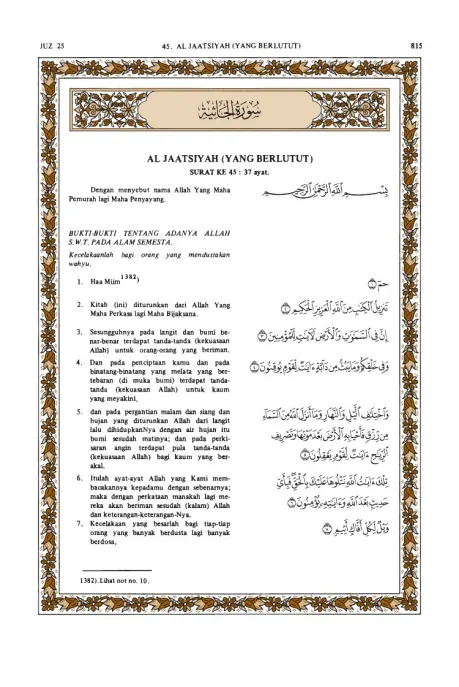 JUZ 25
45. AL JAATSIYAH (YANG BERLUTUT)
815
سورة الجاثية
AL JAATSIYAH (YANG BERLUTUT)
SURAT KE 45 : 37 ayat.
Dengan menyebut nama Allah Yang Maha
Pemurah lagi Maha Penyayang.
بِسْمِ اللَّهِ الرَّحْمَٰنِ الرَّحِيمِ
BUKTI-BUKTI TENTANG ADANYA ALLAH
S.W.T. PADA ALAM SEMESTA.
Kecelakaanlah bagi orang yang mendustakan
wahyu.
1. Haa Miim 1382)
حم ۝١
2. Kitab (ini) diturunkan dari Allah Yang
Maha Perkasa lagi Maha Bijaksana.
تَنزِيلُ الْكِتَابِ مِنَ اللَّهِ الْعَزِيزِ الْحَكِيمِ ۝٢
3. Sesungguhnya pada langit dan bumi be-
nar-benar terdapat tanda-tanda (kekuasaan
Allah) untuk orang-orang yang beriman.
إِنَّ فِي السَّمَاوَاتِ وَالْأَرْضِ لَآيَاتٍ لِّلْمُؤْمِنِينَ ۝٣
4. Dan pada penciptaan kamu dan pada
binatang-binatang yang melata yang ber-
tebaran (di muka bumi) terdapat tanda-
tanda (kekuasaan Allah) untuk kaum
yang meyakini,
وَفِي خَلْقِكُمْ وَمَا يَبُثُّ مِن دَابَّةٍ آيَاتٌ لِّقَوْمٍ يُوقِنُونَ ۝٤
5. dan pada pergantian malam dan siang dan
hujan yang diturunkan Allah dari langit
lalu dihidupkanNya dengan air hujan itu
bumi sesudah matinya; dan pada perki-
saran angin terdapat pula tanda-tanda
(kekuasaan Allah) bagi kaum yang ber-
akal.
وَاخْتِلَافِ اللَّيْلِ وَالنَّهَارِ وَمَا أَنزَلَ اللَّهُ مِنَ السَّمَاءِ
مِن رِّزْقٍ فَأَحْيَا بِهِ الْأَرْضَ بَعْدَ مَوْتِهَا وَتَصْرِيفِ
الرِّيَاحِ آيَاتٌ لِّقَوْمٍ يَعْقِلُونَ ۝٥
6. Itulah ayat-ayat Allah yang Kami mem-
bacakannya kepadamu dengan sebenarnya;
maka dengan perkataan manakah lagi me-
reka akan beriman sesudah (kalam) Allah
dan keterangan-keterangan-Nya.
تِلْكَ آيَاتُ اللَّهِ نَتْلُوهَا عَلَيْكَ بِالْحَقِّ فَبِأَيِّ
حَدِيثٍ بَعْدَ اللَّهِ وَآيَاتِهِ يُؤْمِنُونَ ۝٦
7. Kecelakaan yang besarlah bagi tiap-tiap
orang yang banyak berdusta lagi banyak
berdosa,
وَيْلٌ لِّكُلِّ أَفَّاكٍ أَثِيمٍ ۝٧
1382). Lihat not no. 10.